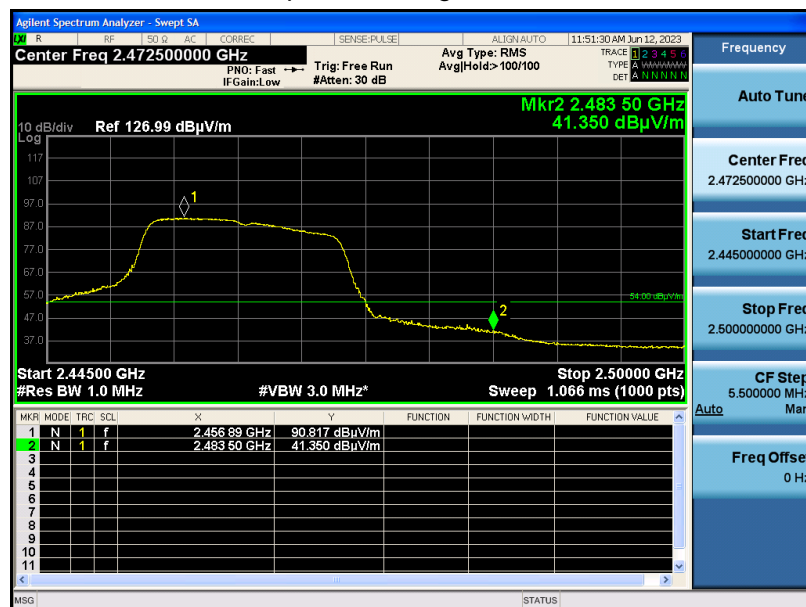 Agilent Spectrum Analyzer - Swept SA
LXI R RF 50 Ω AC CORREC SENSE:PULSE ALIGN AUTO 11:51:30 AM Jun 12, 2023
Center Freq 2.472500000 GHz
PNO: Fast
IFGain:Low
Trig: Free Run
#Atten: 30 dB
Avg Type: RMS
Avg|Hold:>100/100
TRACE 1 2 3 4 5 6
TYPE A WWWWW
DET A N N N N N
Mkr2 2.483 50 GHz
41.350 dBµV/m
10 dB/div Ref 126.99 dBµV/m
Log
117
107
97.0
87.0
77.0
67.0
57.0
47.0
37.0
1
2
54.00 dBµV/m
Start 2.44500 GHz Stop 2.50000 GHz
#Res BW 1.0 MHz #VBW 3.0 MHz* Sweep 1.066 ms (1000 pts)
MKR MODE TRC SCL X Y FUNCTION FUNCTION WIDTH FUNCTION VALUE
1 N 1 f 2.456 89 GHz 90.817 dBµV/m
2 N 1 f 2.483 50 GHz 41.350 dBµV/m
3
4
5
6
7
8
9
10
11
MSG STATUS
Frequency
Auto Tune
Center Freq
2.472500000 GHz
Start Freq
2.445000000 GHz
Stop Freq
2.500000000 GHz
CF Step
5.500000 MHz
Auto Man
Freq Offset
0 Hz